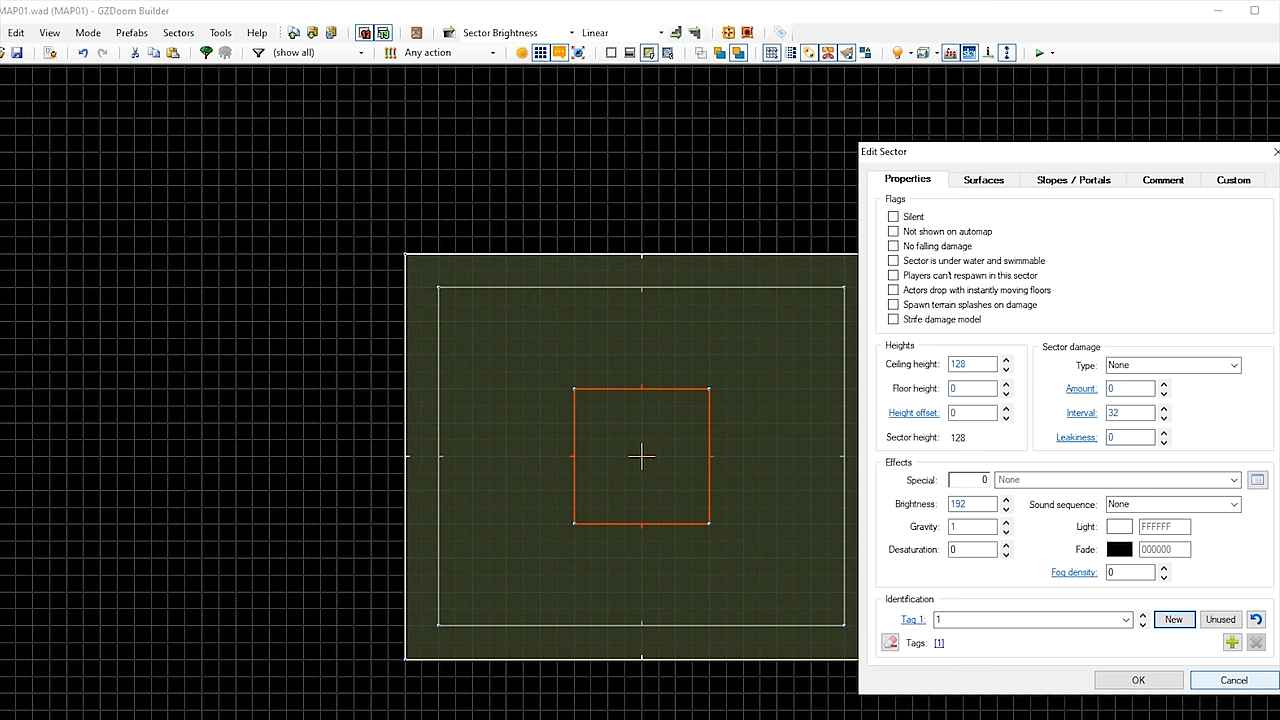 MAP01.wad (MAP01) - GZDoom Builder
Edit View Mode Prefabs Sectors Tools Help Sector Brightness Linear
(show all) Any action
Edit Sector
Properties Surfaces Slopes / Portals Comment Custom
Flags
Silent
Not shown on automap
No falling damage
Sector is under water and swimmable
Players can't respawn in this sector
Actors drop with instantly moving floors
Spawn terrain splashes on damage
Strife damage model
Heights
Ceiling height: 128
Floor height: 0
Height offset: 0
Sector height: 128
Sector damage
Type: None
Amount: 0
Interval: 32
Leakiness: 0
Effects
Special: 0 None
Brightness: 192 Sound sequence: None
Gravity: 1 Light: FFFFFF
Desaturation: 0 Fade: 000000
Fog density: 0
Identification
Tag 1: 1 New Unused
Tags: [1]
OK Cancel